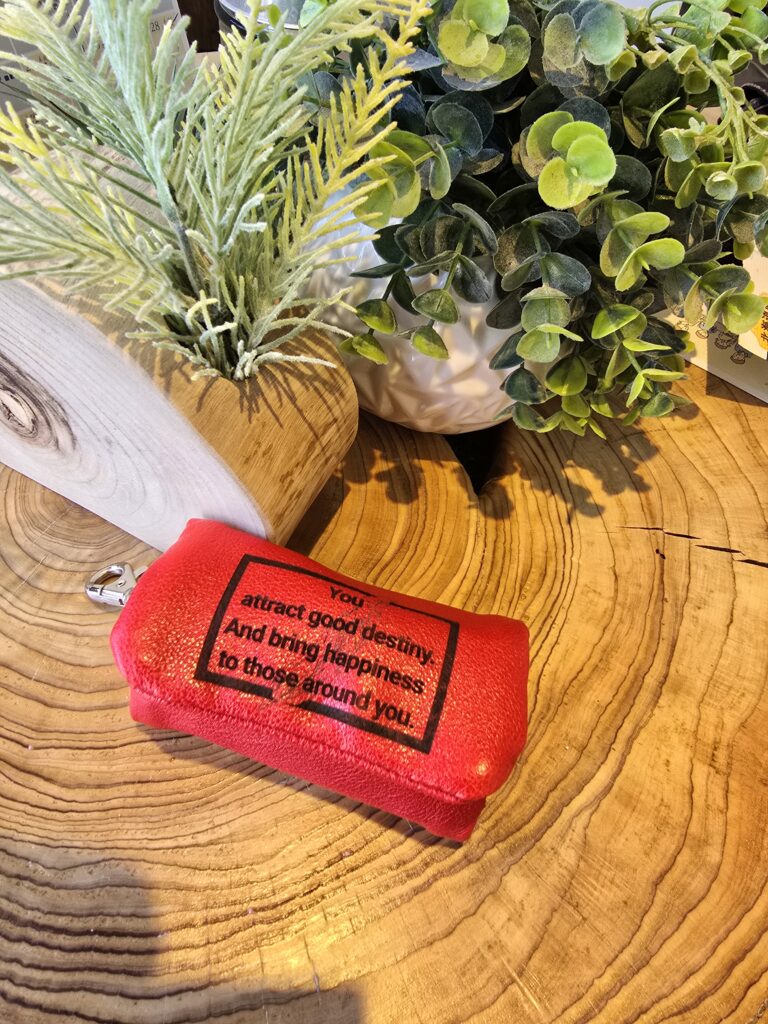 You
attract good destiny.
And bring happiness
to those around you.